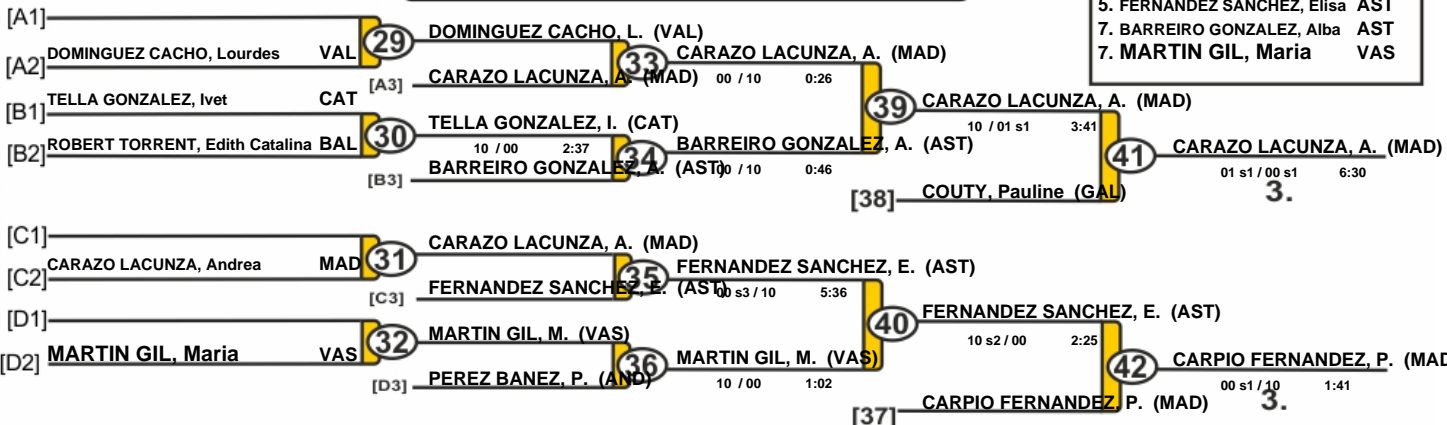 5. FERNANDEZ SANCHEZ, Elisa AST
7. BARREIRO GONZALEZ, Alba AST
7. MARTIN GIL, Maria VAS
[A1]
[A2] DOMINGUEZ CACHO, Lourdes VAL
29
DOMINGUEZ CACHO, L. (VAL)
[A3] CARAZO LACUNZA, A. (MAD)
33
CARAZO LACUNZA, A. (MAD)
00 / 10 0:26
[B1] TELLA GONZALEZ, Ivet CAT
[B2] ROBERT TORRENT, Edith Catalina BAL
30
TELLA GONZALEZ, I. (CAT)
10 / 00 2:37
[B3] BARREIRO GONZALEZ, A. (AST)
34
BARREIRO GONZALEZ, A. (AST)
00 / 10 0:46
39
CARAZO LACUNZA, A. (MAD)
10 / 01 s1 3:41
[38] COUTY, Pauline (GAL)
41
CARAZO LACUNZA, A. (MAD)
01 s1 / 00 s1 6:30
3.
[C1]
[C2] CARAZO LACUNZA, Andrea MAD
31
CARAZO LACUNZA, A. (MAD)
[C3] FERNANDEZ SANCHEZ, E. (AST)
35
FERNANDEZ SANCHEZ, E. (AST)
00 s3 / 10 5:36
[D1]
[D2] MARTIN GIL, Maria VAS
32
MARTIN GIL, M. (VAS)
[D3] PEREZ BANEZ, P. (AND)
36
MARTIN GIL, M. (VAS)
10 / 00 1:02
40
FERNANDEZ SANCHEZ, E. (AST)
10 s2 / 00 2:25
[37] CARPIO FERNANDEZ, P. (MAD)
42
CARPIO FERNANDEZ, P. (MAD
00 s1 / 10 1:41
3.